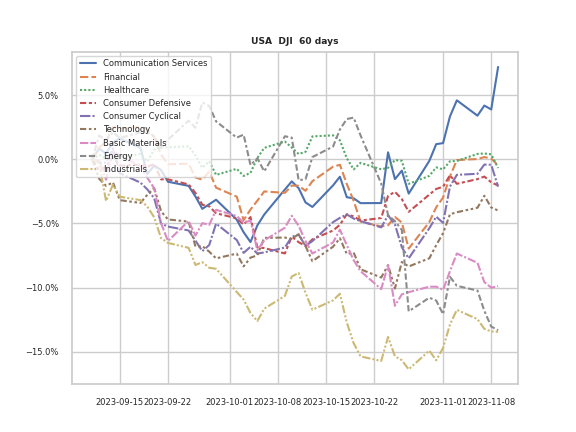 USA DJI 60 days
Communication Services
Financial
Healthcare
Consumer Defensive
Consumer Cyclical
Technology
Basic Materials
Energy
Industrials
5.0%
0.0%
−5.0%
−10.0%
−15.0%
2023-09-15 2023-09-22 2023-10-01 2023-10-08 2023-10-15 2023-10-22 2023-11-01 2023-11-08